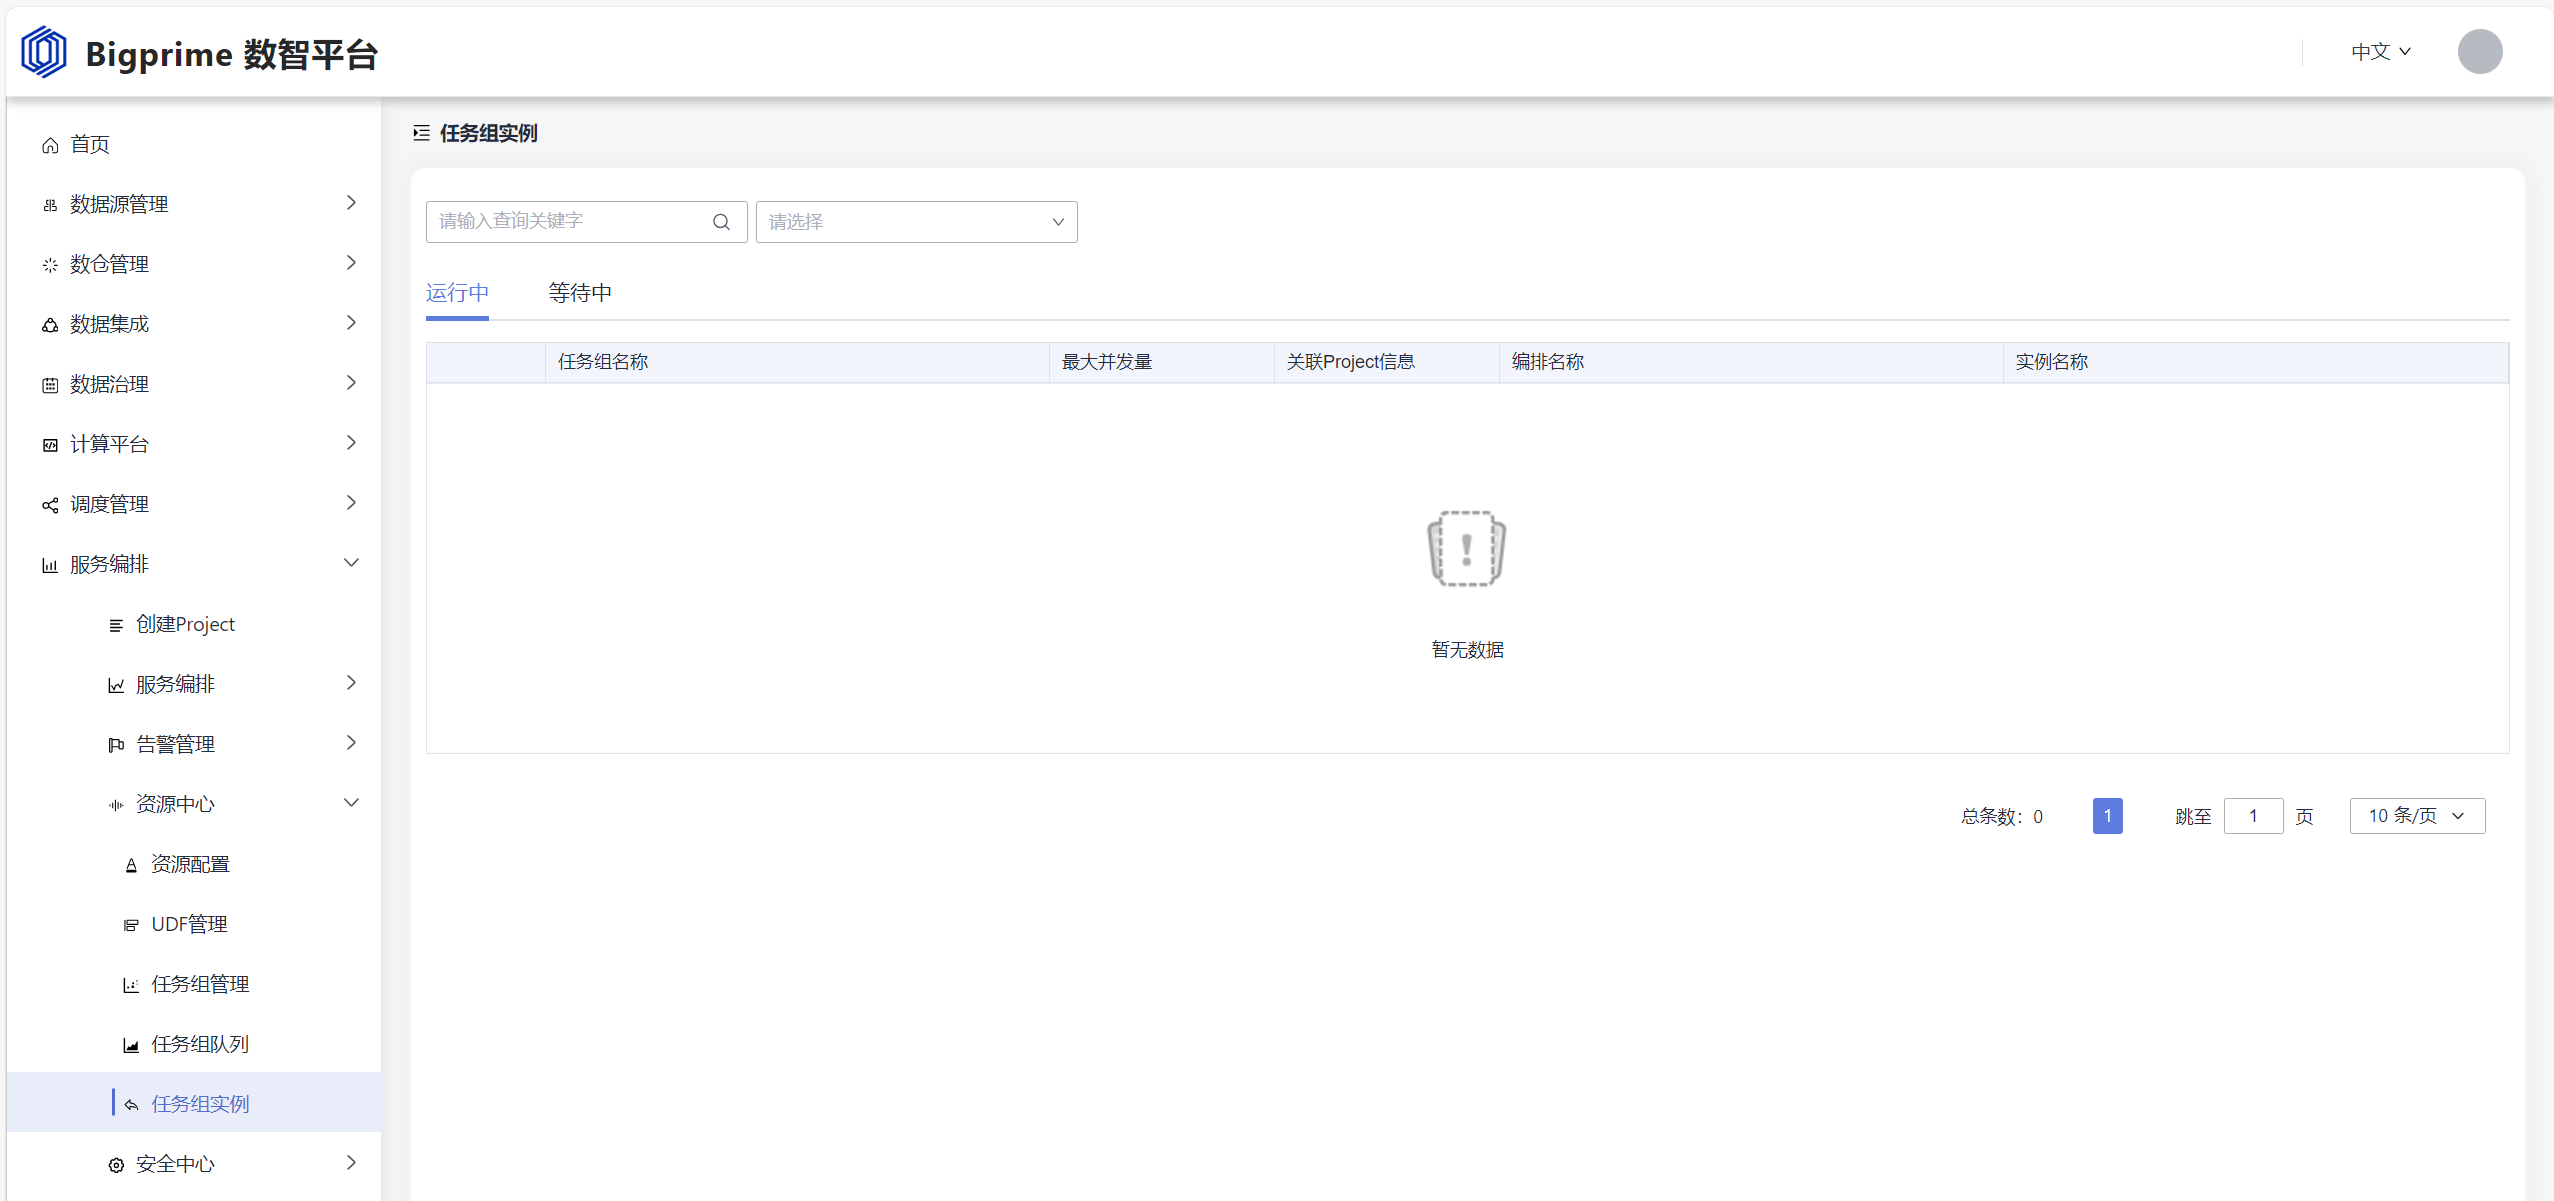 Bigprime 数智平台
中文
首页
数据源管理
数仓管理
数据集成
数据治理
计算平台
调度管理
服务编排
创建Project
服务编排
告警管理
资源中心
资源配置
UDF管理
任务组管理
任务组队列
任务组实例
安全中心
任务组实例
请输入查询关键字 请选择
运行中 等待中
任务组名称 最大并发量 关联Project信息 编排名称 实例名称
暂无数据
总条数：0 1 跳至 1 页 10 条/页